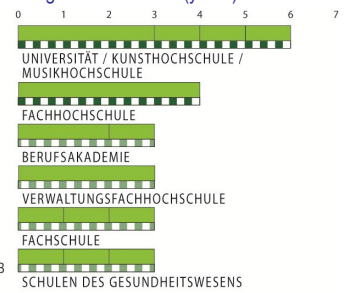 0 1 2 3 4 5 6 7
UNIVERSITÄT / KUNSTHOCHSCHULE /
MUSIKHOCHSCHULE
FACHHOCHSCHULE
BERUFSAKADEMIE
VERWALTUNGSFACHHOCHSCHULE
FACHSCHULE
SCHULEN DES GESUNDHEITSWESENS